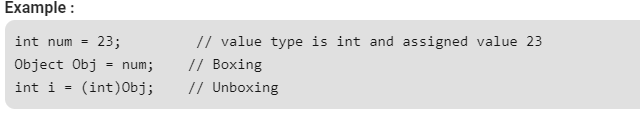 Example :
int num = 23;          // value type is int and assigned value 23
Object Obj = num;    // Boxing
int i = (int)Obj;    // Unboxing